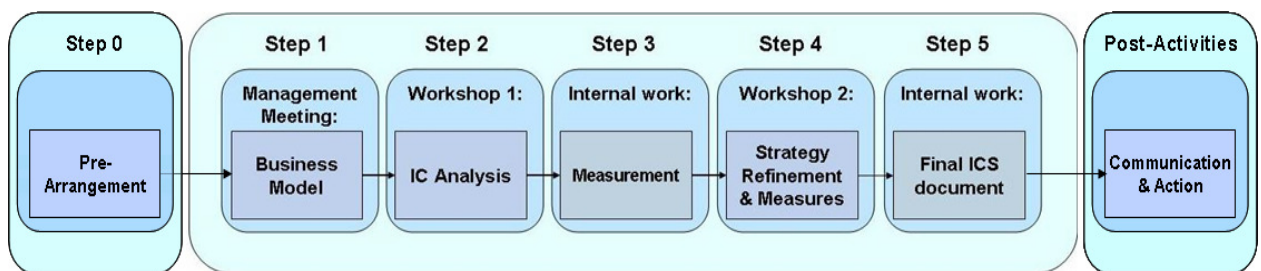 Step 0
Pre-
Arrangement
Step 1
Management
Meeting:
Business
Model
Step 2
Workshop 1:
IC Analysis
Step 3
Internal work:
Measurement
Step 4
Workshop 2:
Strategy
Refinement
& Measures
Step 5
Internal work:
Final ICS
document
Post-Activities
Communication
& Action